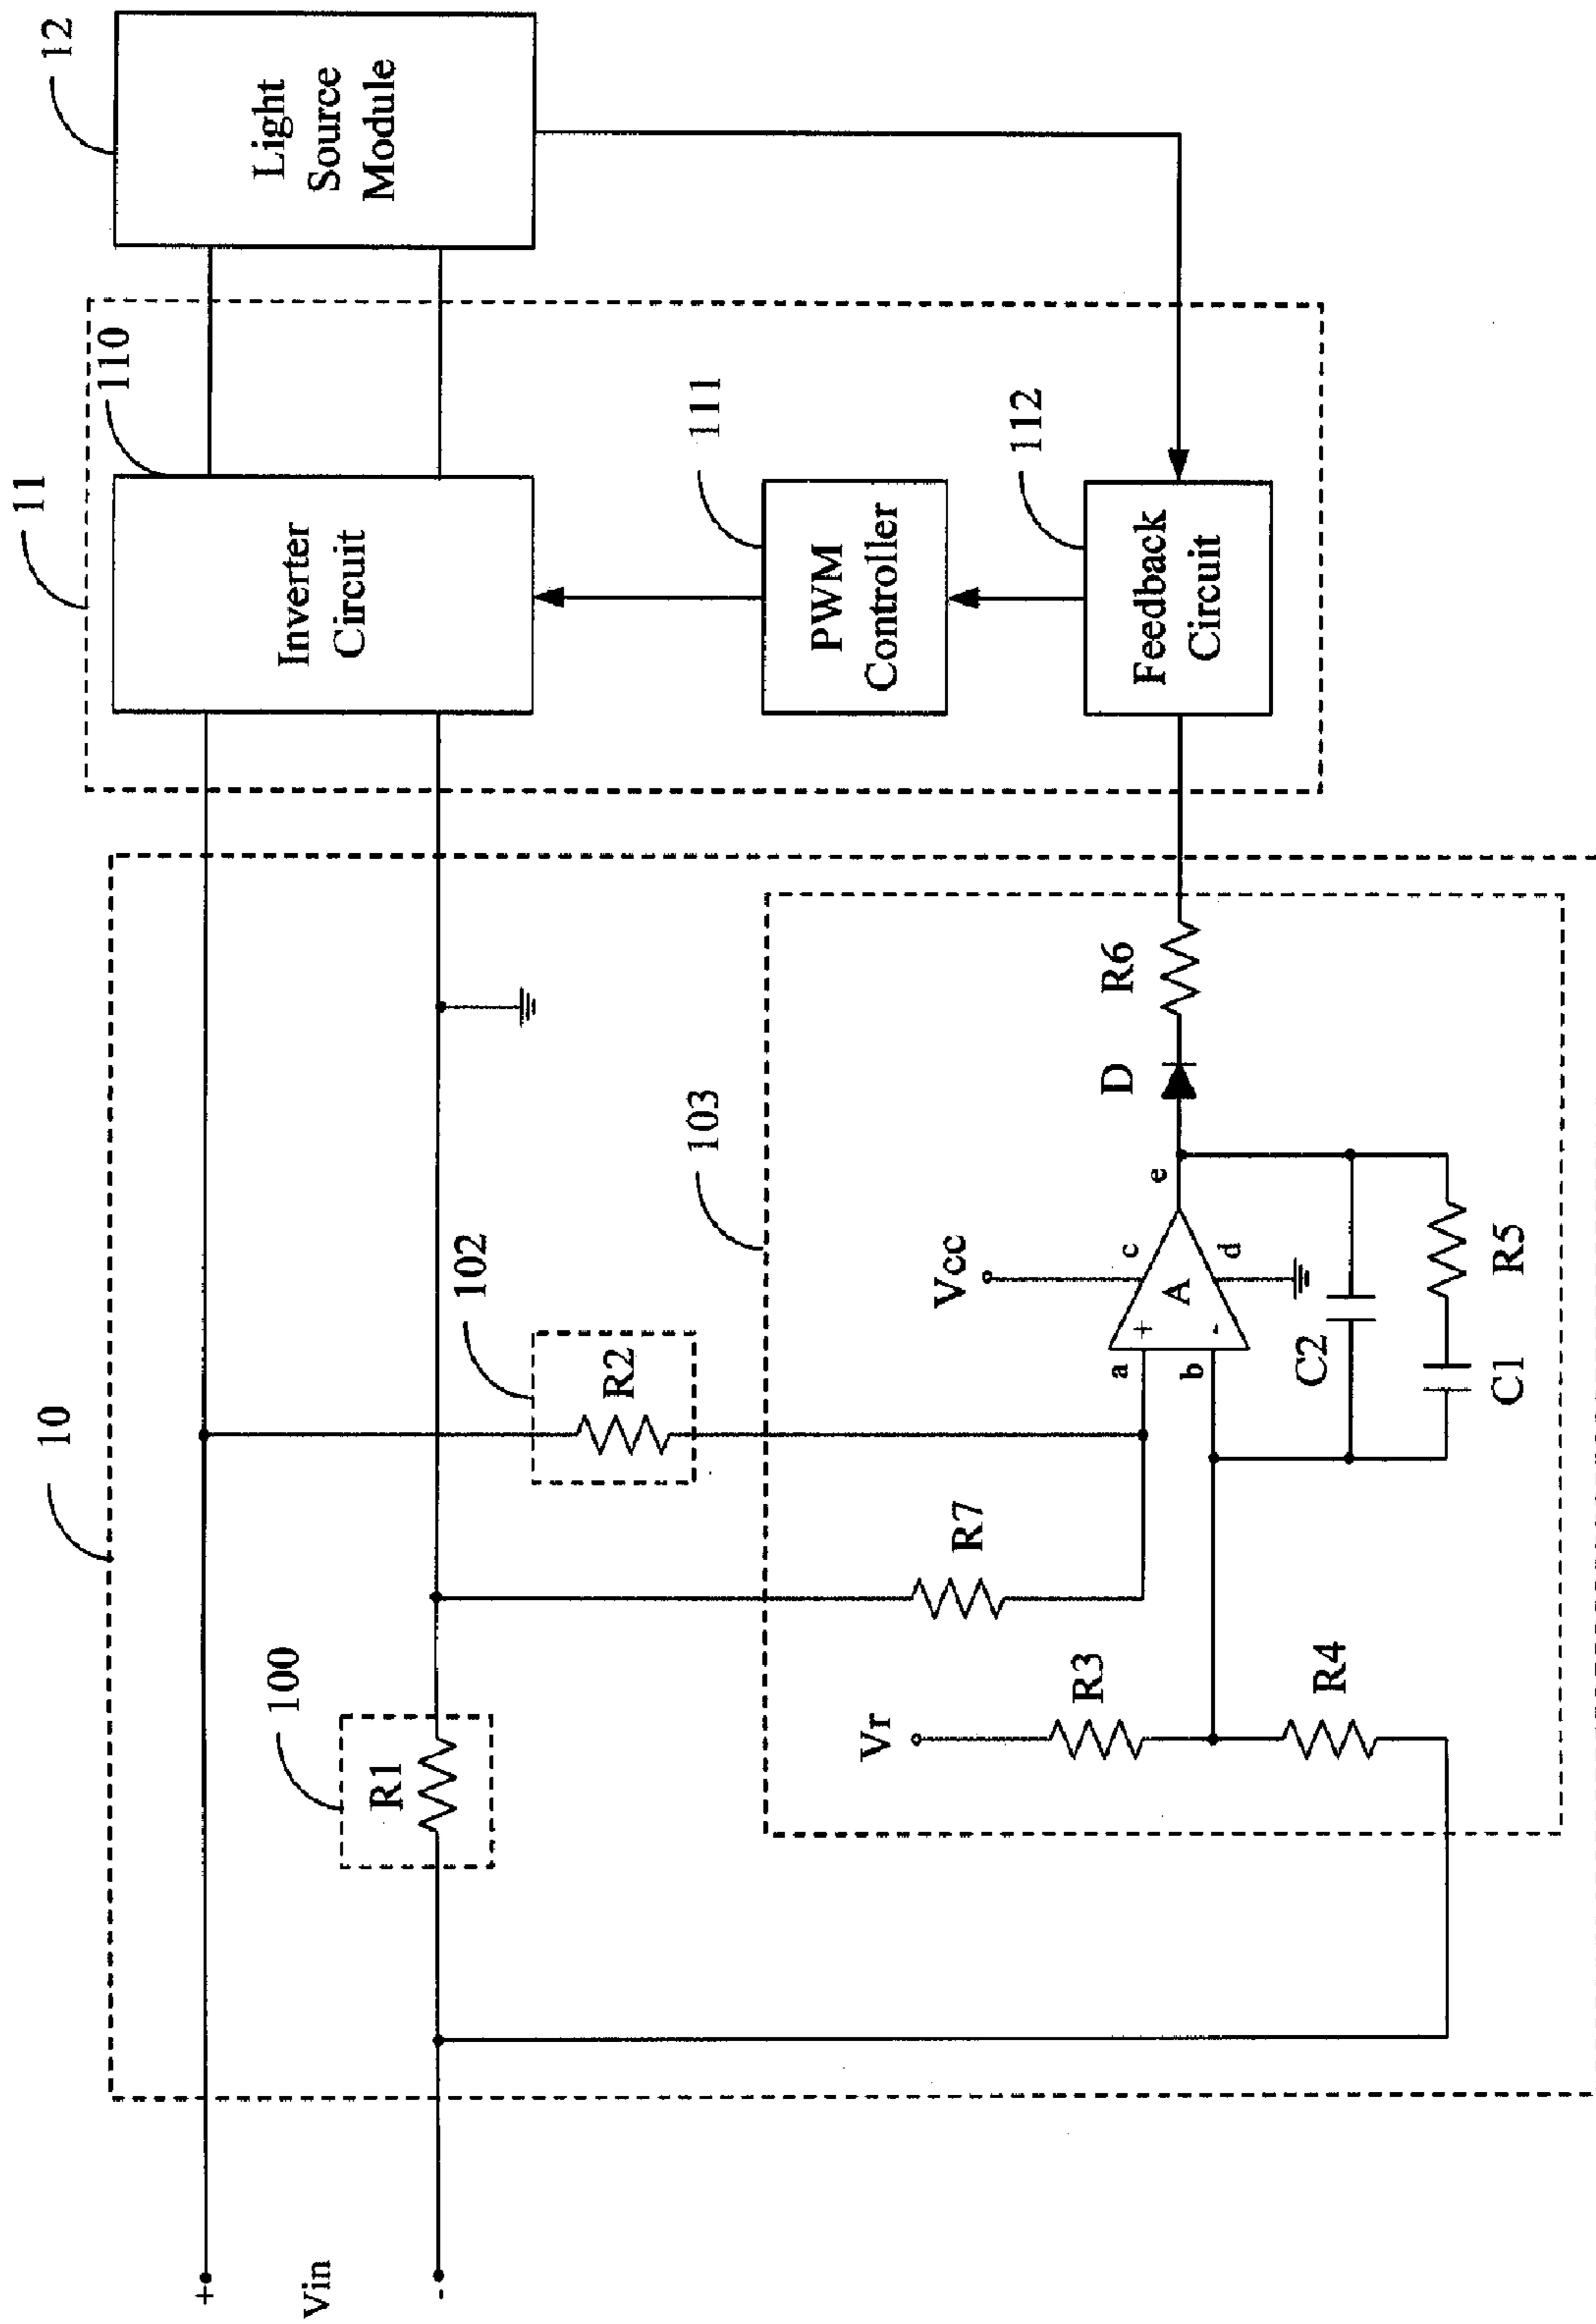 10
11
12
110
Inverter
Circuit
Light
Source
Module
+
Vin
-
100
R1
102
R2
111
PWM
Controller
103
112
Feedback
Circuit
Vr
R3
R4
R7
Vcc
a
b
c
d
e
+
-
A
D
R6
C2
C1
R5